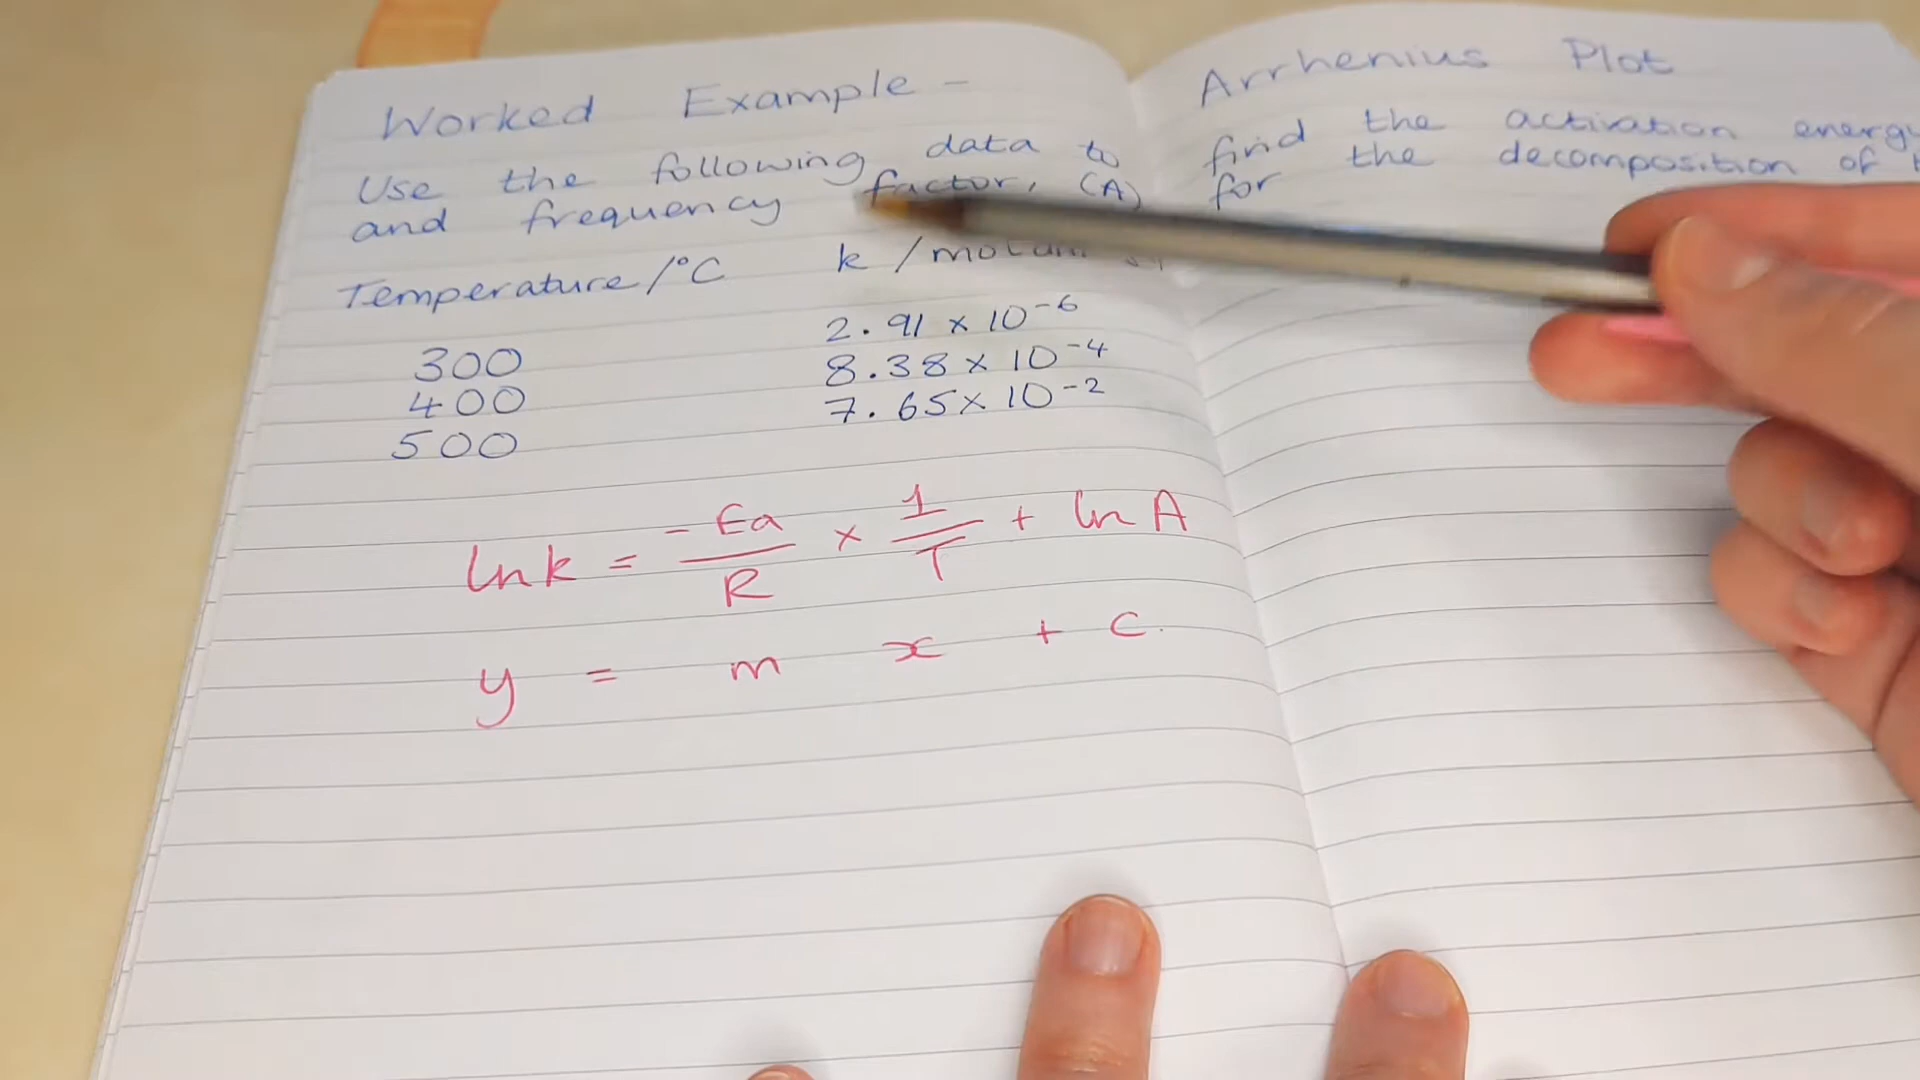 Worked Example - Arrhenius Plot
Use the following data to find the activation energy
and frequency factor, (A) for the decomposition of
Temperature/°C k /moldm
300 2.91 x 10⁻⁶
400 8.38 x 10⁻⁴
500 7.65 x 10⁻²
ln k = -Ea/R x 1/T + ln A
y = m x + c.